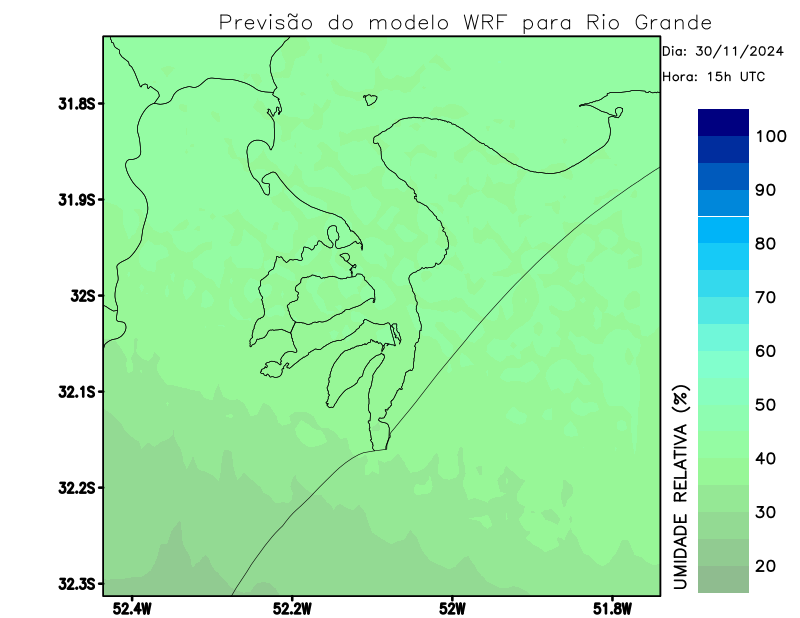 Previsão do modelo WRF para Rio Grande
Dia: 30/11/2024
Hora: 15h UTC
31.8S
31.9S
32S
32.1S
32.2S
32.3S
52.4W
52.2W
52W
51.8W
UMIDADE RELATIVA (%)
100
90
80
70
60
50
40
30
20